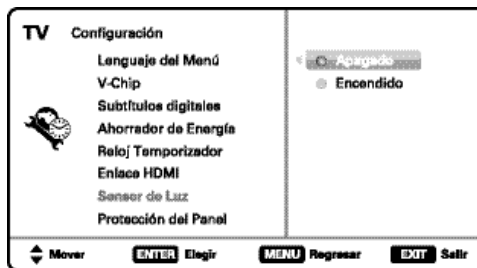 TV Configuración
Lenguaje del Menú
V-Chip
Subtítulos digitales
Ahorrador de Energía
Reloj Temporizador
Enlace HDMI
Sensor de Luz
Protección del Panel
Apagado
Encendido
Mover ENTER Elegir MENU Regresar EXIT Salir